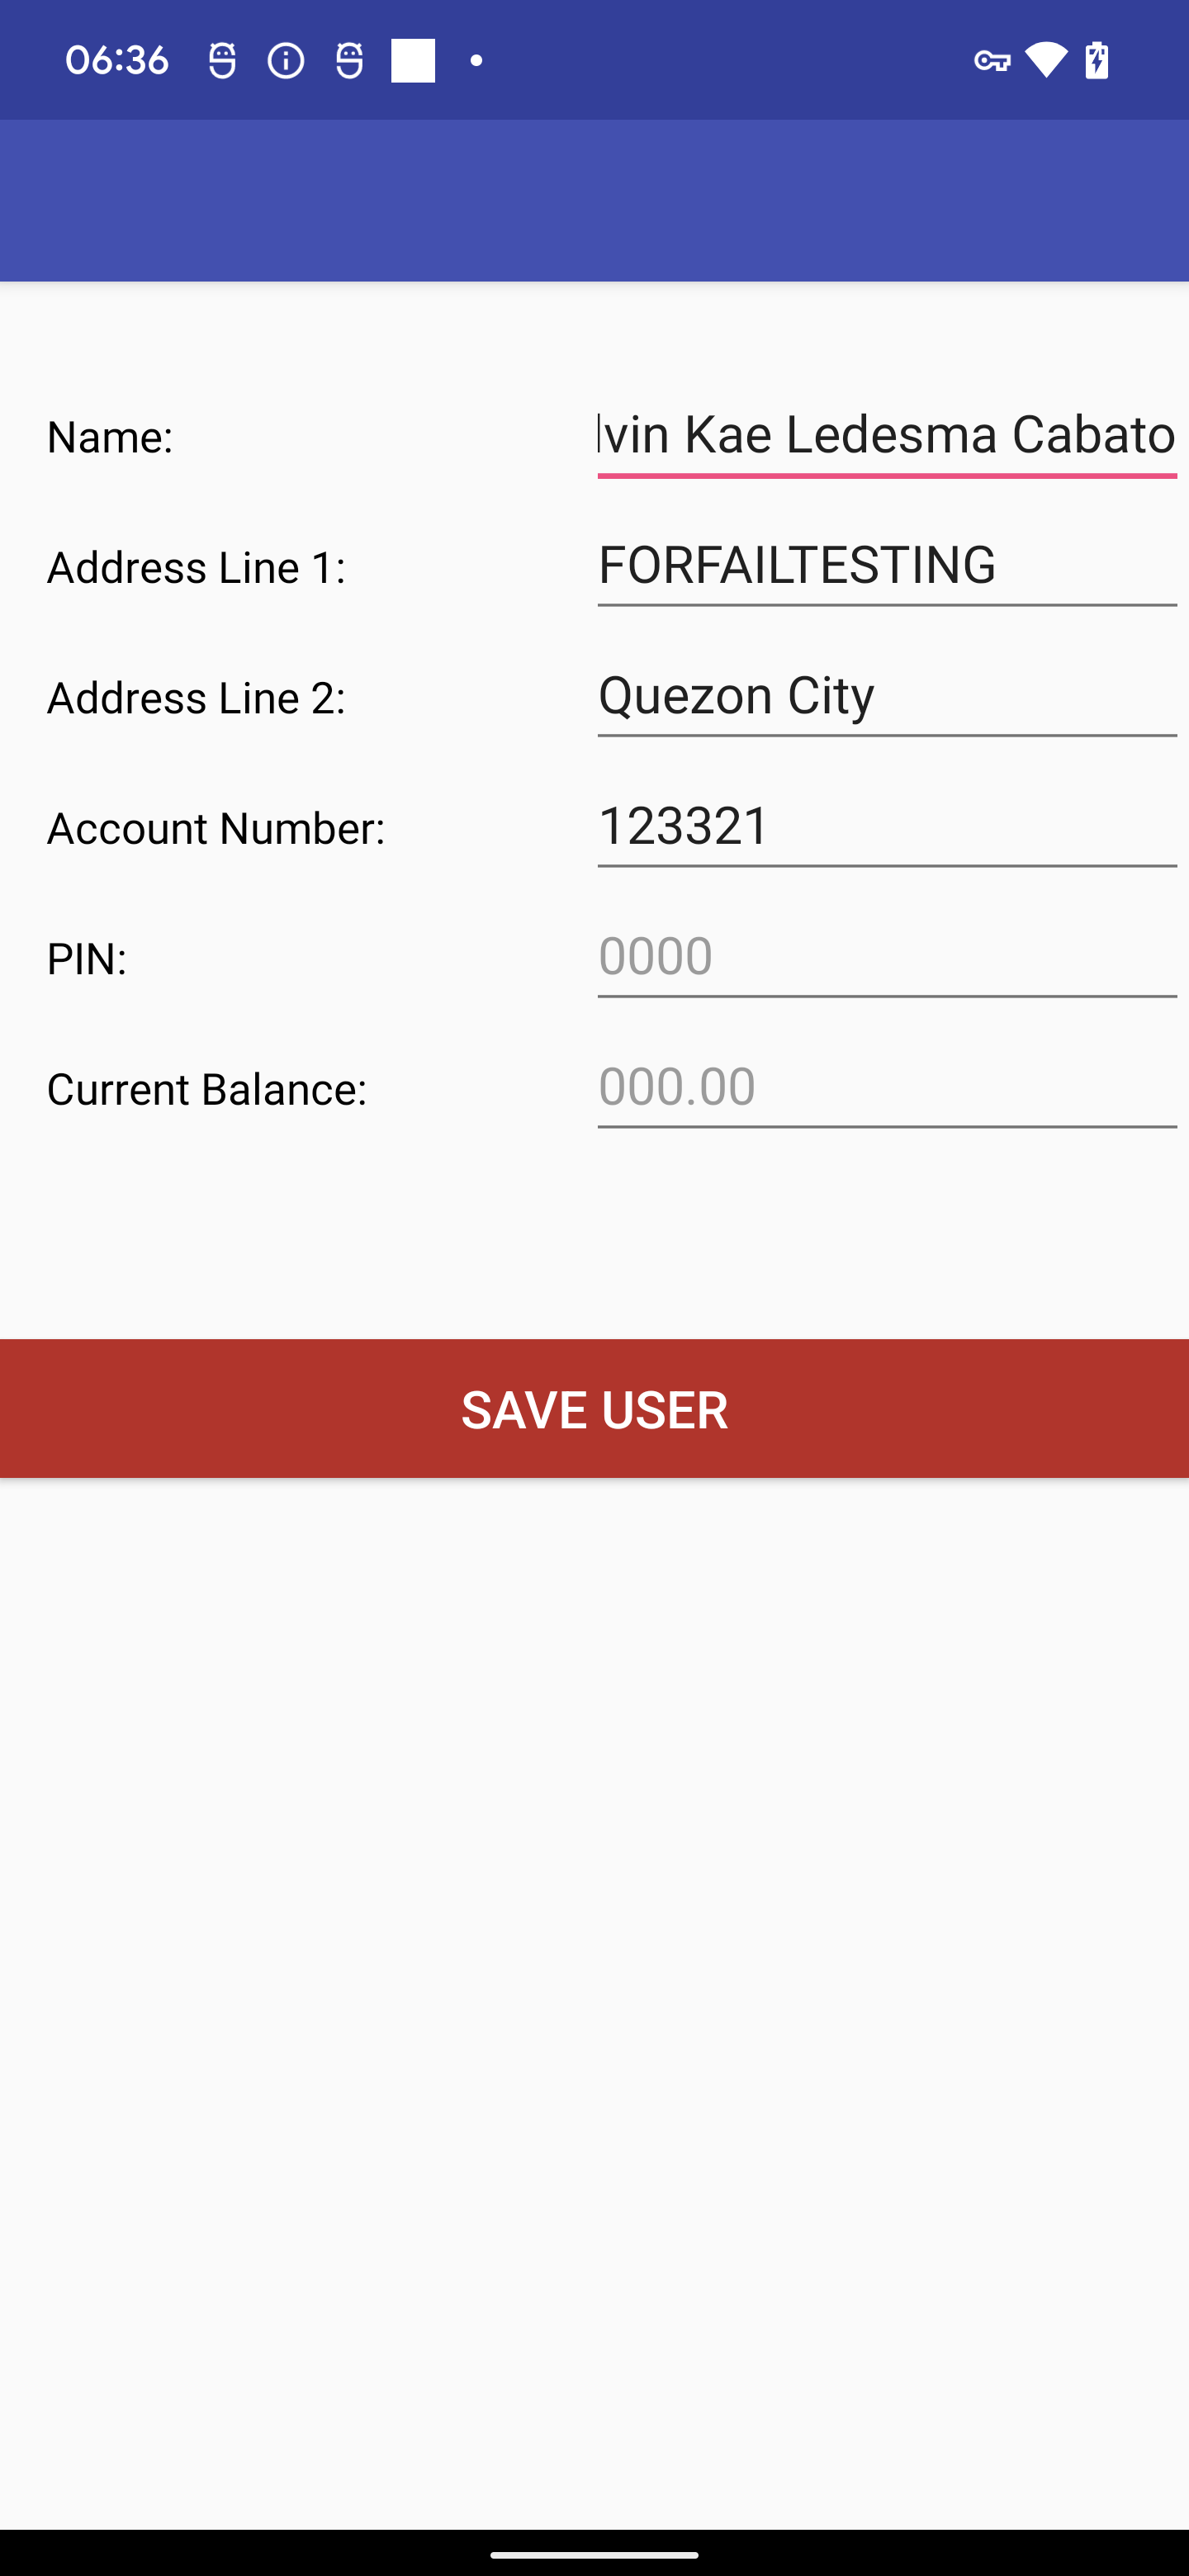 06:36
Name: lvin Kae Ledesma Cabato
Address Line 1: FORFAILTESTING
Address Line 2: Quezon City
Account Number: 123321
PIN: 0000
Current Balance: 000.00
SAVE USER